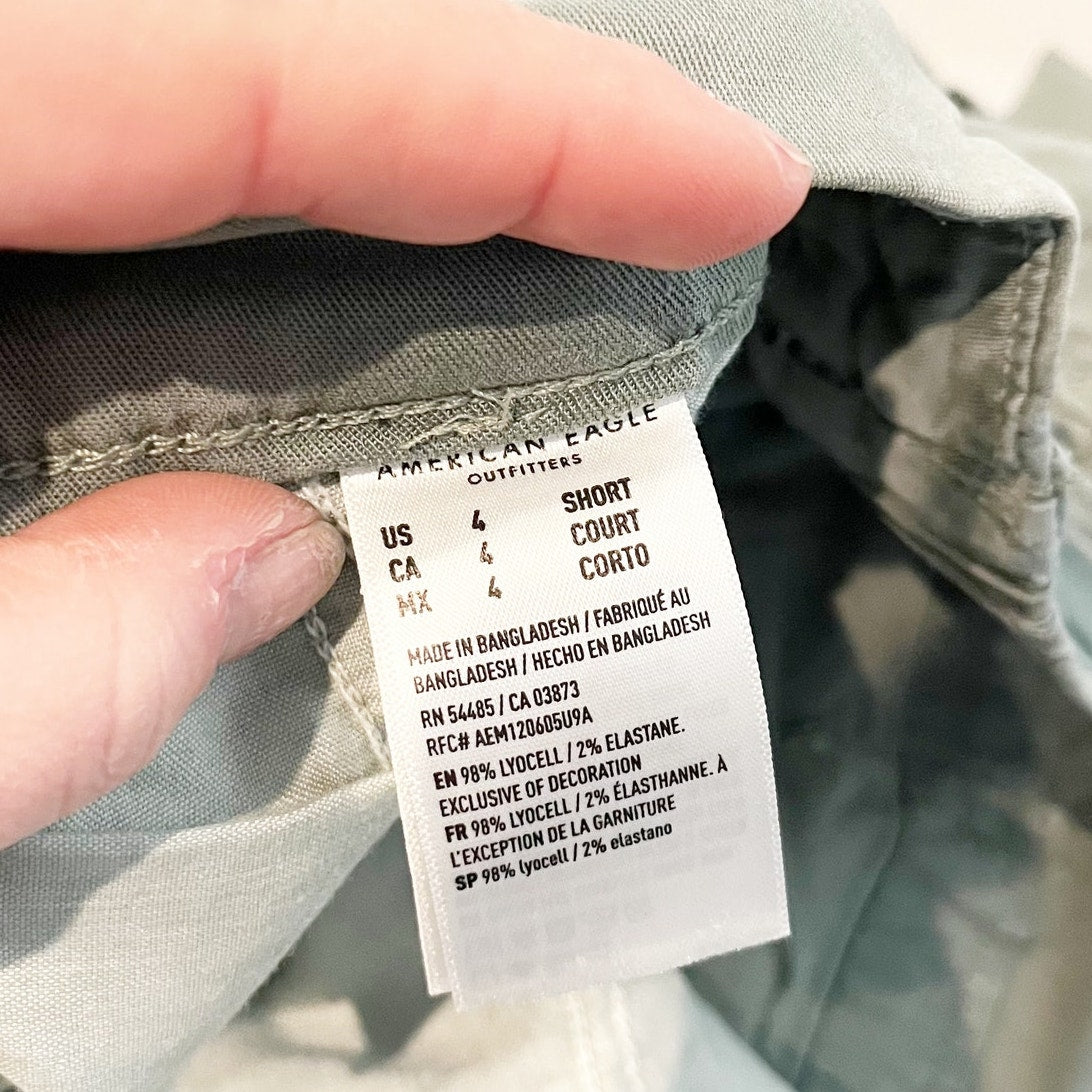 AMERICAN EAGLE
OUTFITTERS
US 4 SHORT
CA 4 COURT
MX 4 CORTO
MADE IN BANGLADESH / FABRIQUÉ AU
BANGLADESH / HECHO EN BANGLADESH
RN 54485 / CA 03873
RFC# AEM120605U9A
EN 98% LYOCELL / 2% ELASTANE.
EXCLUSIVE OF DECORATION
FR 98% LYOCELL / 2% ÉLASTHANNE. À
L'EXCEPTION DE LA GARNITURE
SP 98% lyocell / 2% elastano